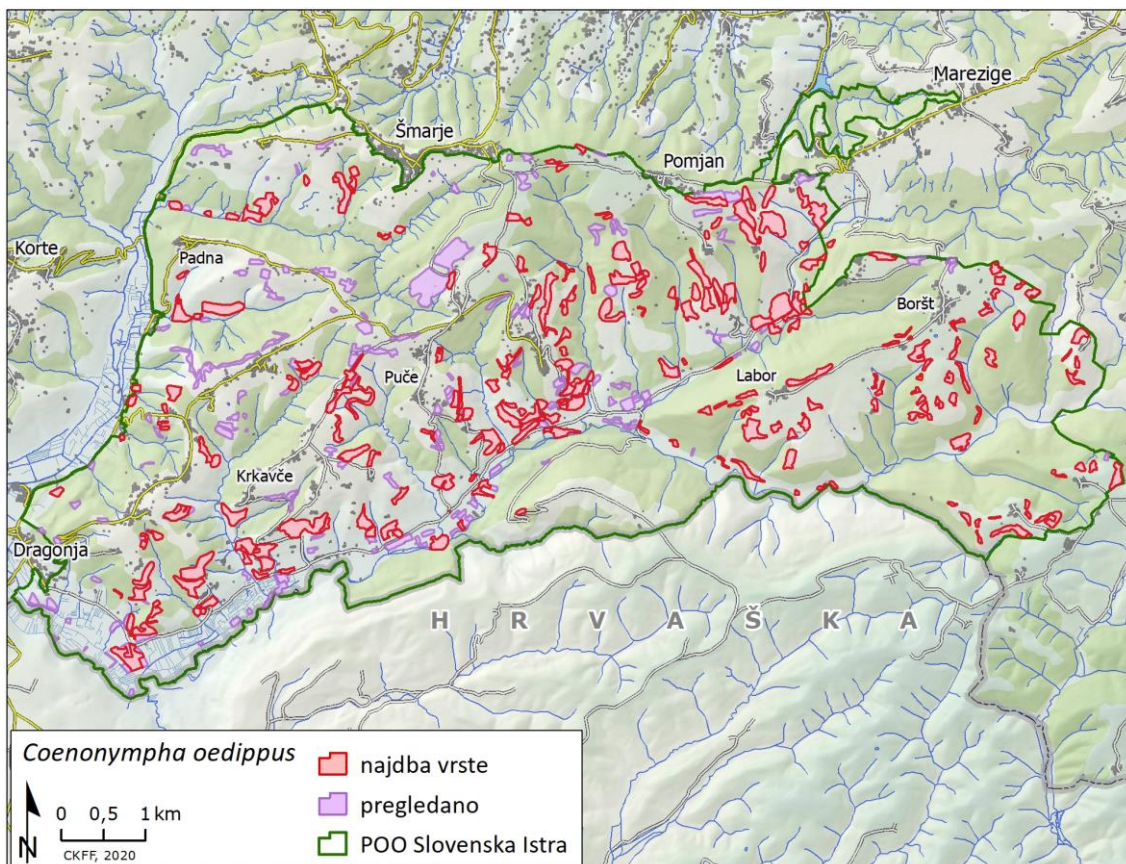 Marezige
Šmarje
Pomjan
Korte
Padna
Boršt
Puče
Labor
Krkavče
Dragonja
HRVAŠKA
Coenonympha oedippus
najdba vrste
pregledano
POO Slovenska Istra
0 0,5 1 km
N
CKFF, 2020